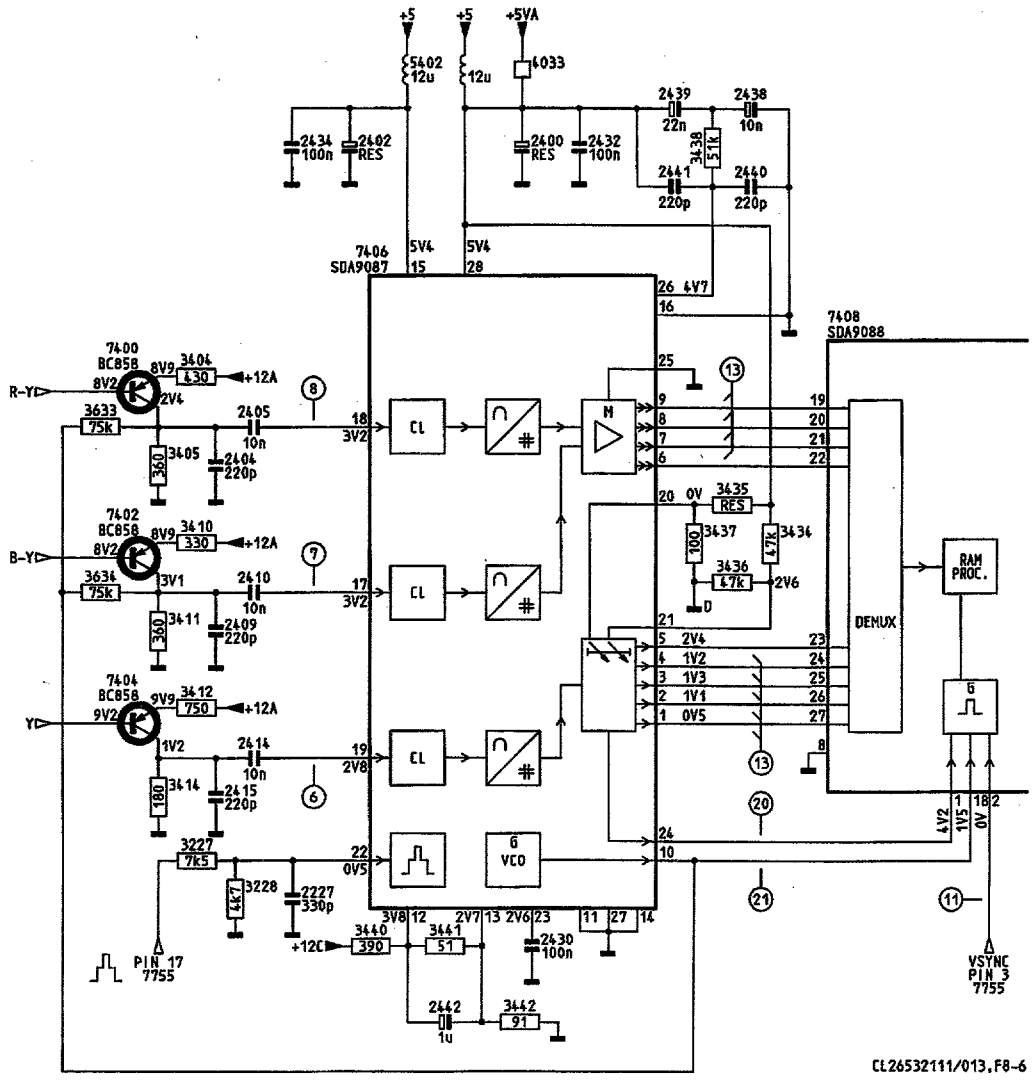 +5
+5
+5VA
5402
12u
12u
4033
2434
100n
2402
RES
2400
RES
2432
100n
2439
22n
2438
10n
3438
51k
2441
220p
2440
220p
7406
SDA9087
5V4
15
5V4
28
26 4V7
16
7408
SDA9088
7400
BC858
8V9
3404
430
+12A
R-Y
8V2
2V4
3633
75k
2405
10n
8
18
3V2
CL
#
M
25
13
9
8
7
6
19
20
21
22
360
3405
2404
220p
20
0V
3435
RES
3437
100
3434
47k
3436
47k
2V6
D
7402
BC858
8V9
3410
330
+12A
B-Y
8V2
3V1
3634
75k
2410
10n
7
17
3V2
CL
#
360
3411
2409
220p
21
5 2V4
4 1V2
3 1V3
2 1V1
1 0V5
23
24
25
26
27
DEMUX
RAM
PROC.
G
8
7404
BC858
9V9
3412
750
+12A
Y
9V2
1V2
2414
10n
6
19
2V8
CL
#
180
3414
2415
220p
13
20
4V2
1
1V5
18
0V
2
24
10
21
11
3227
7k5
22
0V5
G
VCO
4k7
3228
2227
330p
3V8
12
2V7
13
2V6
23
11
27
14
+12C
3440
390
3441
51
2430
100n
PIN 17
7755
VSYNC
PIN 3
7755
2442
1u
3442
91
CL26532111/013,F8-6